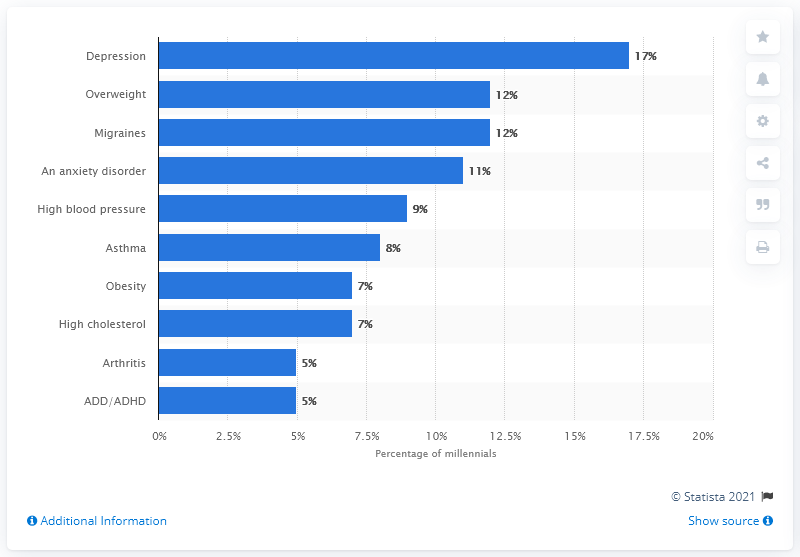 Depression 17%
Overweight 12%
Migraines 12%
An anxiety disorder 11%
High blood pressure 9%
Asthma 8%
Obesity 7%
High cholesterol 7%
Arthritis 5%
ADD/ADHD 5%
0% 2.5% 5% 7.5% 10% 12.5% 15% 17.5% 20%
Percentage of millennials
© Statista 2021
Additional Information
Show source